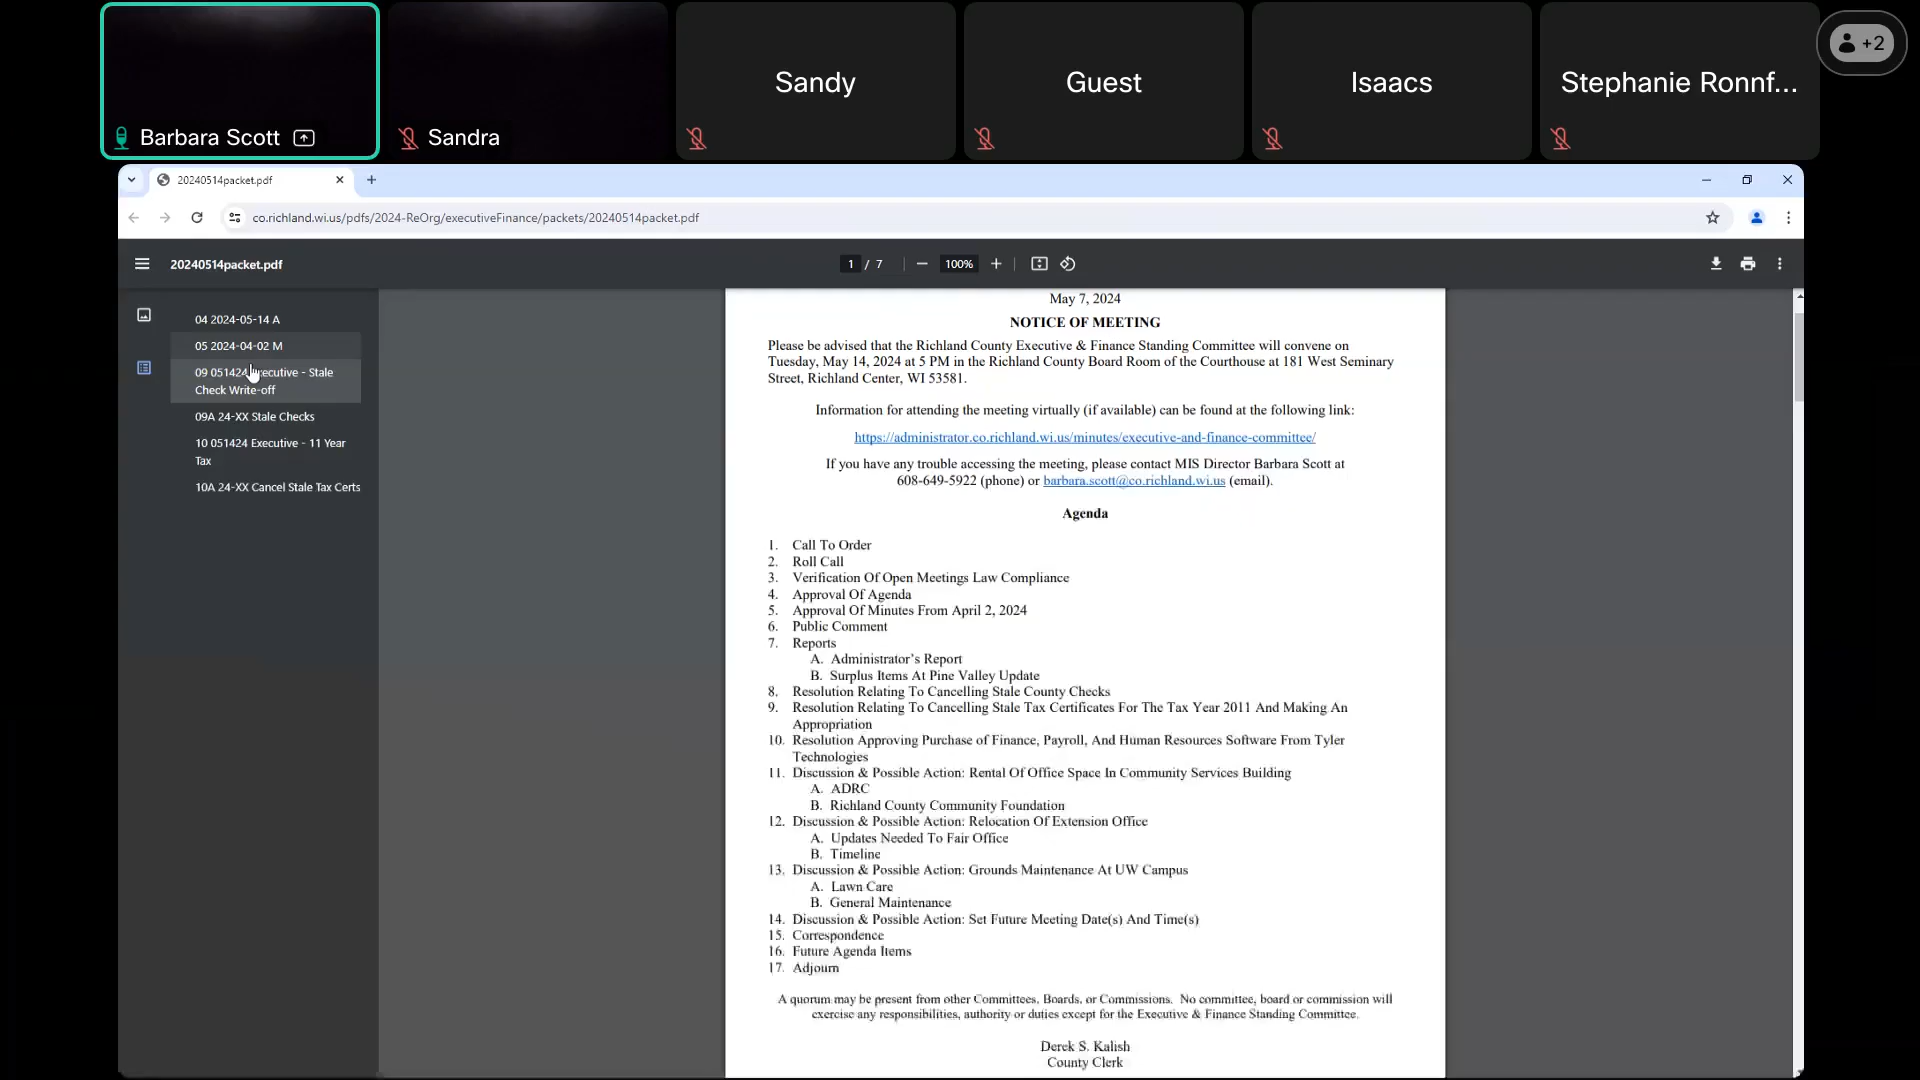 Barbara Scott
Sandra
Sandy
Guest
Isaacs
Stephanie Ronnf...
+2
20240514packet.pdf
co.richland.wi.us/pdfs/2024-ReOrg/executiveFinance/packets/20240514packet.pdf
20240514packet.pdf
1 / 7
100%
04 2024-05-14 A
05 2024-04-02 M
09 051424 Executive - Stale
Check Write-off
09A 24-XX Stale Checks
10 051424 Executive - 11 Year
Tax
10A 24-XX Cancel Stale Tax Certs
May 7, 2024
NOTICE OF MEETING
Please be advised that the Richland County Executive & Finance Standing Committee will convene on
Tuesday, May 14, 2024 at 5 PM in the Richland County Board Room of the Courthouse at 181 West Seminary
Street, Richland Center, WI 53581.
Information for attending the meeting virtually (if available) can be found at the following link:
https://administrator.co.richland.wi.us/minutes/executive-and-finance-committee/
If you have any trouble accessing the meeting, please contact MIS Director Barbara Scott at
608-649-5922 (phone) or barbara.scott@co.richland.wi.us (email).
Agenda
1. Call To Order
2. Roll Call
3. Verification Of Open Meetings Law Compliance
4. Approval Of Agenda
5. Approval Of Minutes From April 2, 2024
6. Public Comment
7. Reports
A. Administrator's Report
B. Surplus Items At Pine Valley Update
8. Resolution Relating To Cancelling Stale County Checks
9. Resolution Relating To Cancelling Stale Tax Certificates For The Tax Year 2011 And Making An
Appropriation
10. Resolution Approving Purchase of Finance, Payroll, And Human Resources Software From Tyler
Technologies
11. Discussion & Possible Action: Rental Of Office Space In Community Services Building
A. ADRC
B. Richland County Community Foundation
12. Discussion & Possible Action: Relocation Of Extension Office
A. Updates Needed To Fair Office
B. Timeline
13. Discussion & Possible Action: Grounds Maintenance At UW Campus
A. Lawn Care
B. General Maintenance
14. Discussion & Possible Action: Set Future Meeting Date(s) And Time(s)
15. Correspondence
16. Future Agenda Items
17. Adjourn
A quorum may be present from other Committees, Boards, or Commissions. No committee, board or commission will
exercise any responsibilities, authority or duties except for the Executive & Finance Standing Committee.
Derek S. Kalish
County Clerk